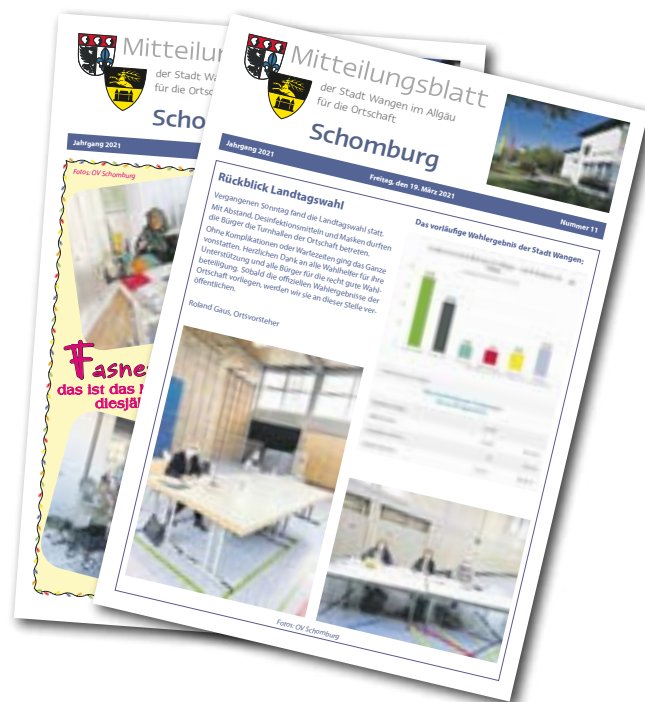 Mitteilun
der Stadt Wa
für die Ortsc
Scho
Jahrgang 2021
Fotos: OV Schomburg
Fasne
das ist das
diesjä
Mitteilungsblatt
der Stadt Wangen im Allgäu
für die Ortschaft
Schomburg
Jahrgang 2021
Freitag, den 19. März 2021
Nummer 11
Rückblick Landtagswahl
Vergangenen Sonntag fand die Landtagswahl statt.
Mit Abstand, Desinfektionsmitteln und Masken durften
die Bürger die Turnhallen der Ortschaft betreten.
Ohne Komplikationen oder Wartezeiten ging das Ganze
vonstatten. Herzlichen Dank an alle Wahlhelfer für ihre
Unterstützung und alle Bürger für die recht gute Wahl-
beteiligung. Sobald die offiziellen Wahlergebnisse der
Ortschaft vorliegen, werden wir sie an dieser Stelle ver-
öffentlichen.
Roland Gaus, Ortsvorsteher
Das vorläufige Wahlergebnis der Stadt Wangen:
Fotos: OV Schomburg